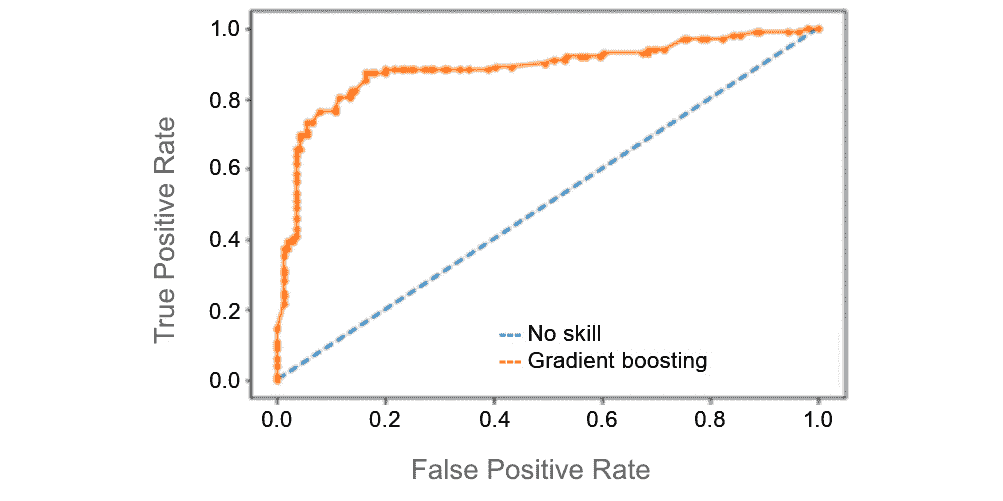 1.0
0.8
0.6
0.4
0.2
0.0
True Positive Rate
No skill
Gradient boosting
0.0 0.2 0.4 0.6 0.8 1.0
False Positive Rate